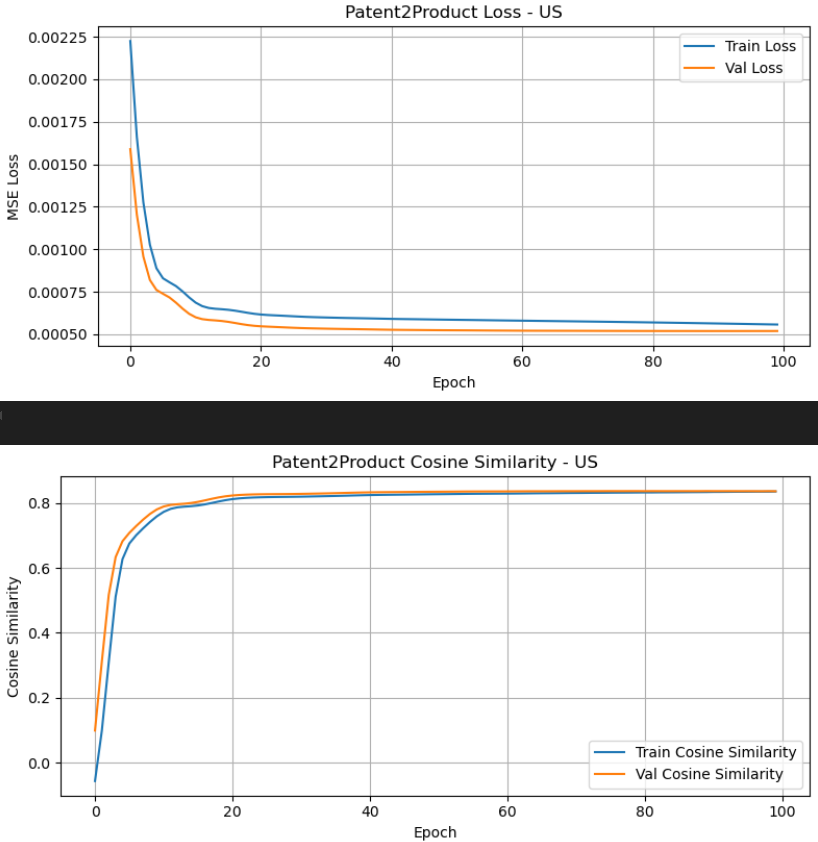 Patent2Product Loss - US
0.00225
0.00200
0.00175
0.00150
0.00125
0.00100
0.00075
0.00050
MSE Loss
Train Loss
Val Loss
0 20 40 60 80 100
Epoch
Patent2Product Cosine Similarity - US
0.8
0.6
0.4
0.2
0.0
Cosine Similarity
Train Cosine Similarity
Val Cosine Similarity
0 20 40 60 80 100
Epoch